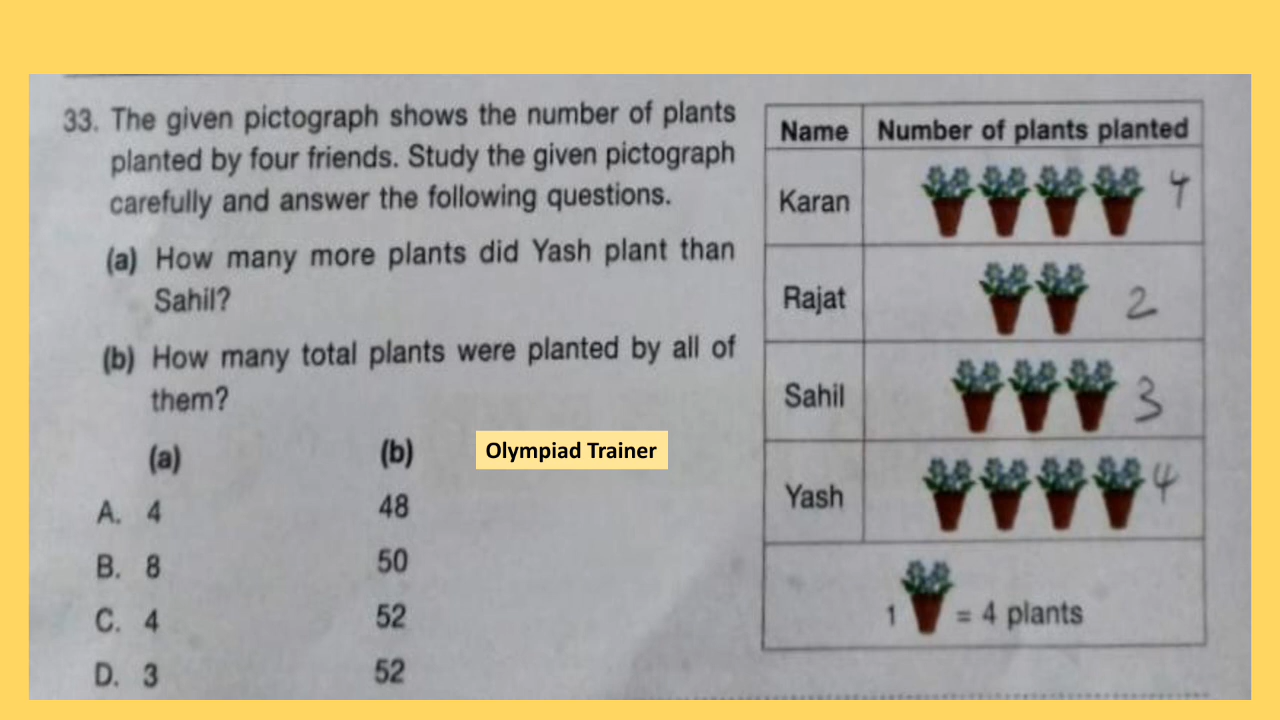 33. The given pictograph shows the number of plants
planted by four friends. Study the given pictograph
carefully and answer the following questions.
(a) How many more plants did Yash plant than
Sahil?
(b) How many total plants were planted by all of
them?
(a) (b)
A. 4 48
B. 8 50
C. 4 52
D. 3 52
Olympiad Trainer
Name Number of plants planted
Karan 4
Rajat 2
Sahil 3
Yash 4
1 = 4 plants